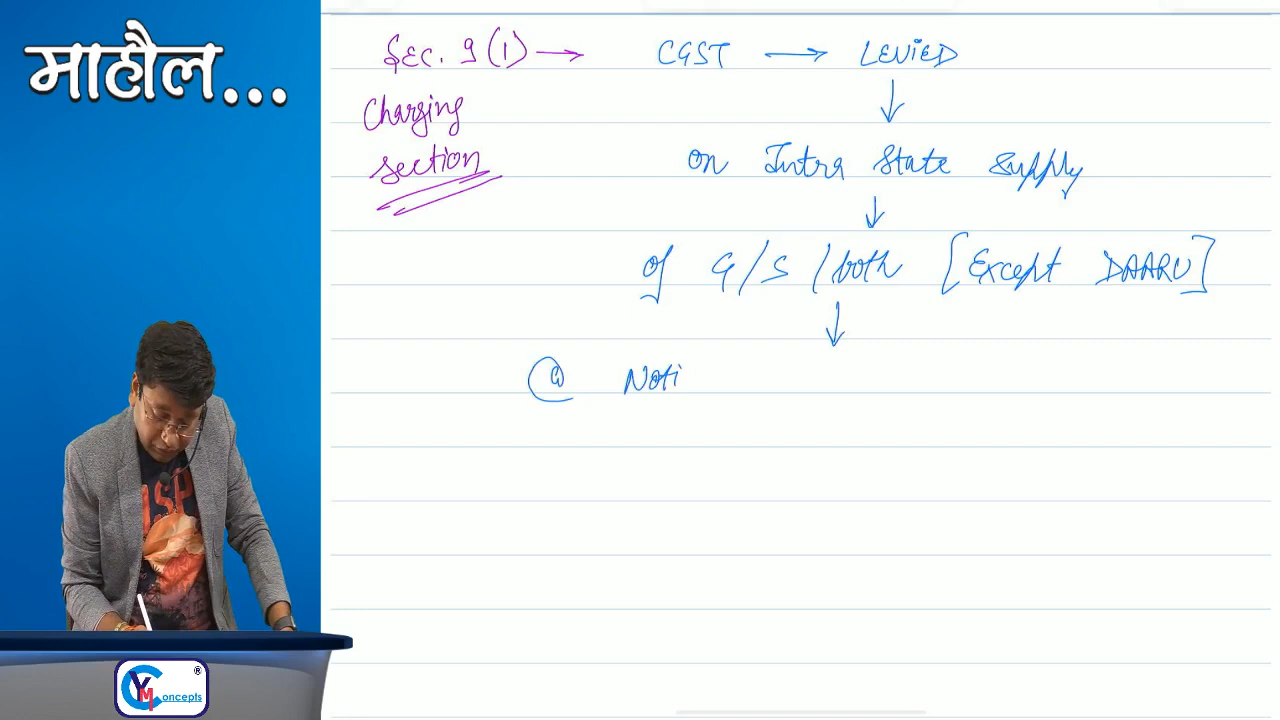 माहौल...
Sec. 9(1) → CGST → LEVIED
Charging
section
↓
on Intra State Supply
↓
of G/S /both [Except DAARU]
↓
@ Noti
YM Concepts ®